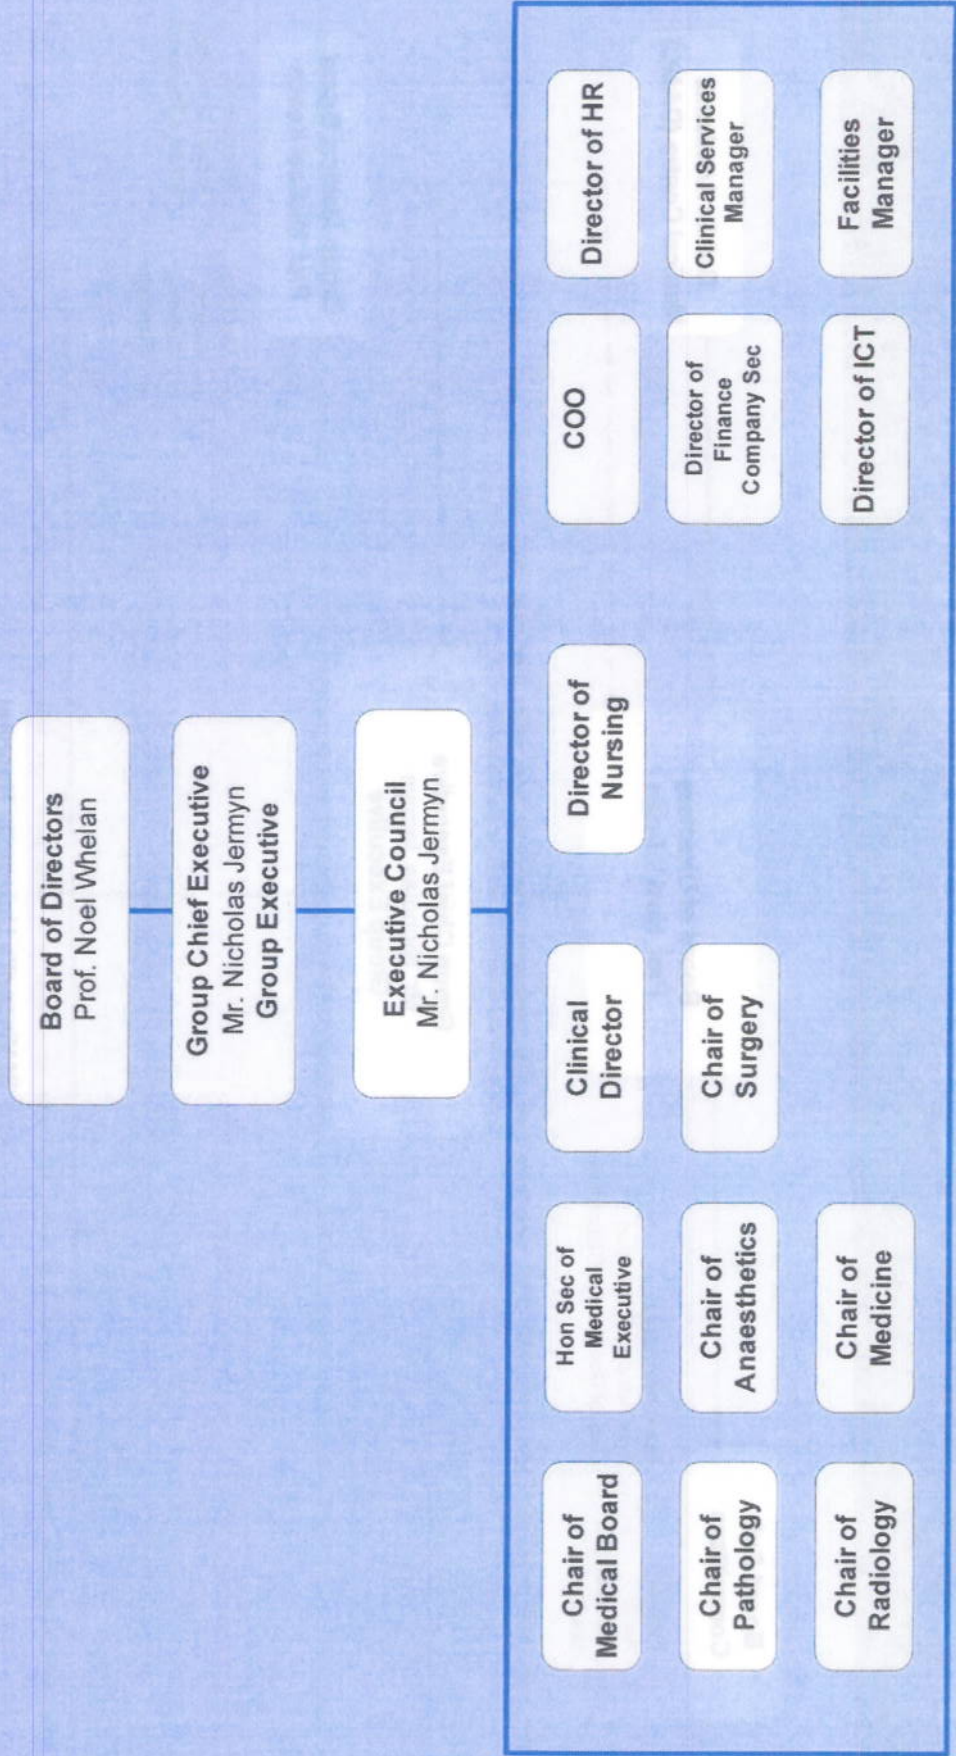 Board of Directors
Prof. Noel Whelan
Group Chief Executive
Mr. Nicholas Jermyn
Group Executive
Executive Council
Mr. Nicholas Jermyn
Chair of
Medical Board
Hon Sec of
Medical
Executive
Clinical
Director
Director of
Nursing
COO
Director of HR
Chair of
Pathology
Chair of
Anaesthetics
Chair of
Surgery
Director of
Finance
Company Sec
Clinical Services
Manager
Chair of
Radiology
Chair of
Medicine
Director of ICT
Facilities
Manager